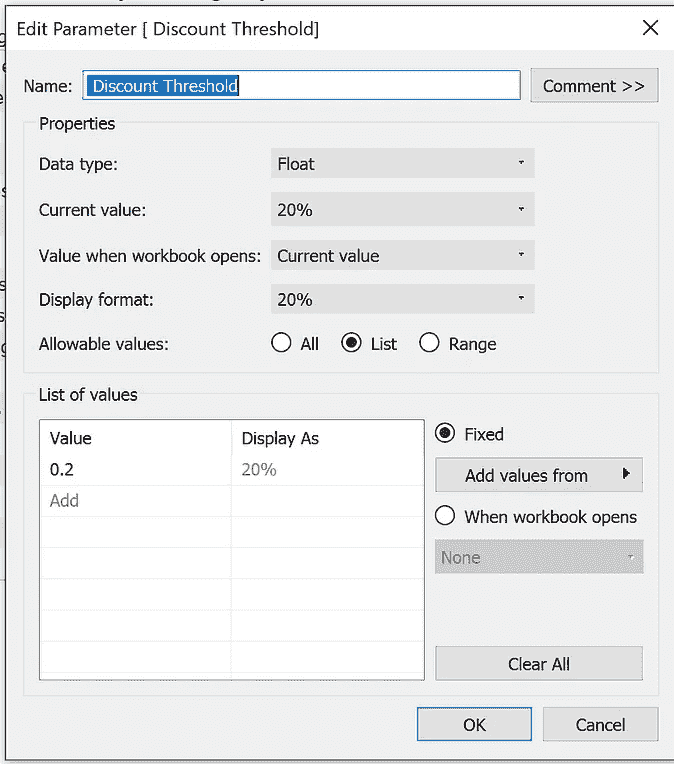 Edit Parameter [ Discount Threshold]
Name: Discount Threshold Comment >>
Properties
Data type: Float
Current value: 20%
Value when workbook opens: Current value
Display format: 20%
Allowable values: All List Range
List of values
Value Display As
Fixed
0.2 20%
Add values from
Add
When workbook opens
None
Clear All
OK Cancel